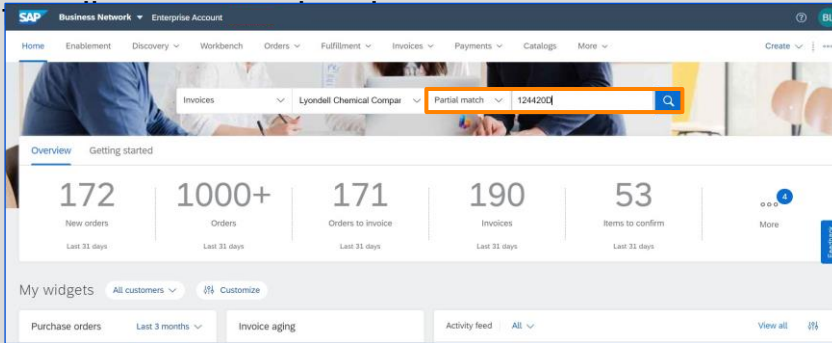 SAP Business Network Enterprise Account
Home Enablement Discovery Workbench Orders Fulfillment Invoices Payments Catalogs More Create
Invoices Lyondell Chemical Compar Partial match 124420D
Overview Getting started
172 1000+ 171 190 53 4
New orders Orders Orders to invoice Invoices Items to confirm More
Last 31 days Last 31 days Last 31 days Last 31 days Last 31 days
Feedback
My widgets All customers Customize
Purchase orders Last 3 months Invoice aging Activity feed All View all